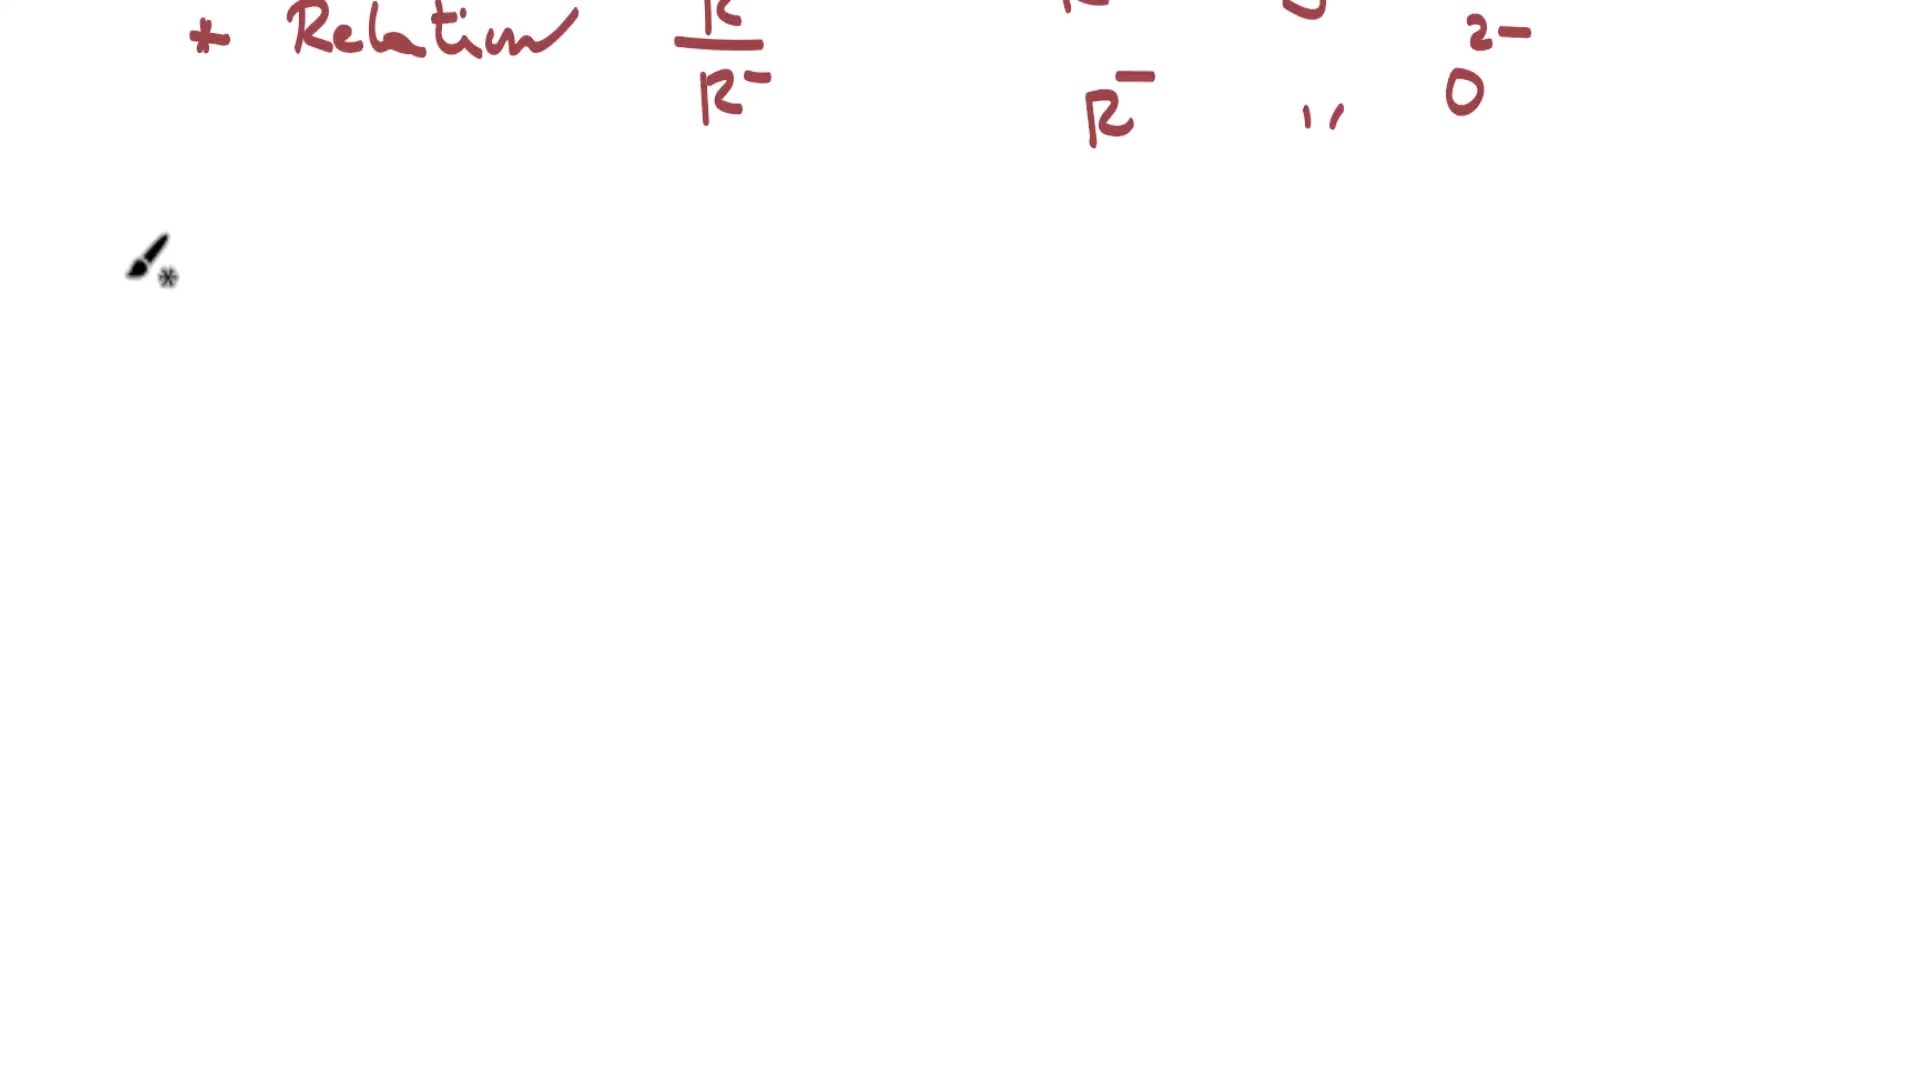 * Relation R/R⁻
R⁻ " O²⁻